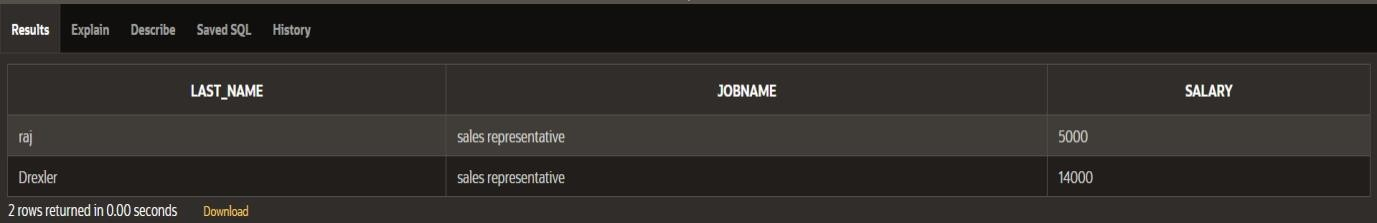 Results Explain Describe Saved SQL History
LAST_NAME JOBNAME SALARY
raj sales representative 5000
Drexler sales representative 14000
2 rows returned in 0.00 seconds Download